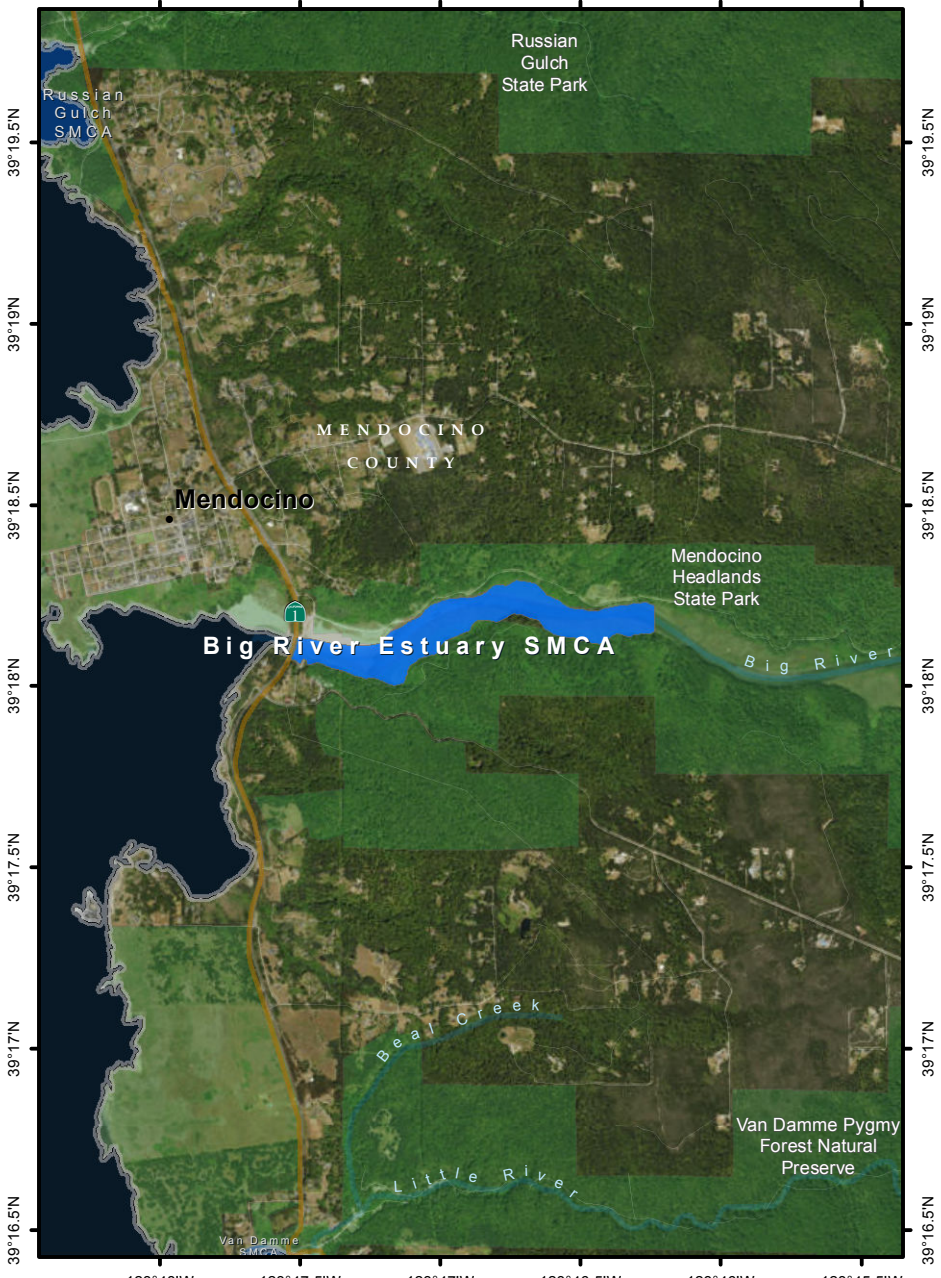 Russian
Gulch
State Park
Russian
Gulch
SMCA
39°19.5'N
39°19.5'N
39°19'N
39°19'N
MENDOCINO
COUNTY
Mendocino
39°18.5'N
39°18.5'N
Mendocino
Headlands
State Park
1
Big River Estuary SMCA
Big River
39°18'N
39°18'N
39°17.5'N
39°17.5'N
Beal Creek
39°17'N
39°17'N
Van Damme Pygmy
Forest Natural
Preserve
Little River
39°16.5'N
39°16.5'N
Van Damme
SMCA